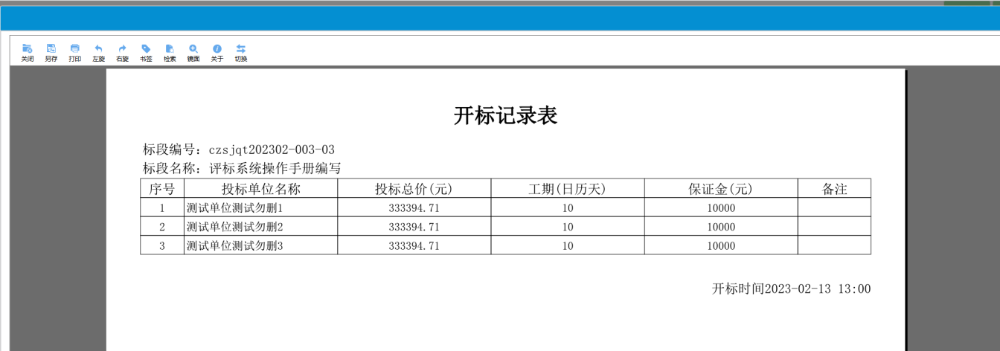 关闭 另存 打印 左旋 右旋 书签 检索 镜面 关于 切换
开标记录表
标段编号：czsjqt202302-003-03
标段名称：评标系统操作手册编写
序号 投标单位名称 投标总价(元) 工期(日历天) 保证金(元) 备注
1 测试单位测试勿删1 333394.71 10 10000
2 测试单位测试勿删2 333394.71 10 10000
3 测试单位测试勿删3 333394.71 10 10000
开标时间2023-02-13 13:00